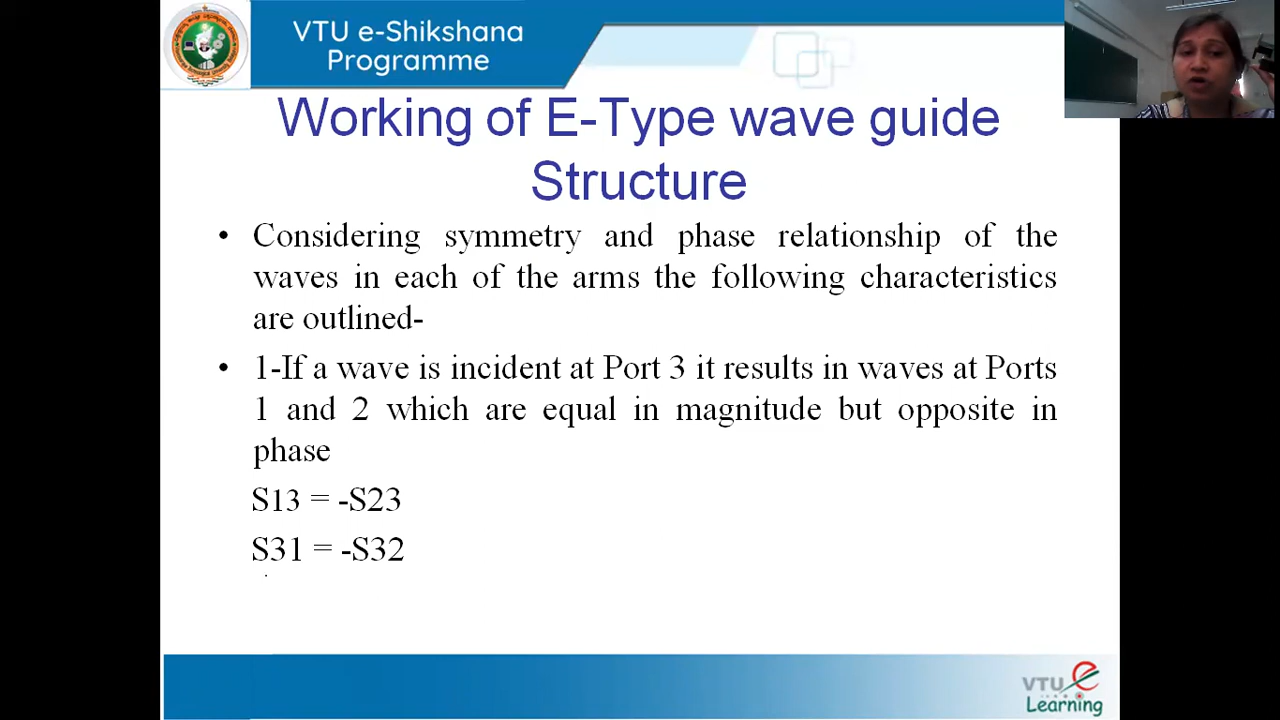 VTU e-Shikshana
Programme
Working of E-Type wave guide
Structure
• Considering symmetry and phase relationship of the
waves in each of the arms the following characteristics
are outlined-
• 1-If a wave is incident at Port 3 it results in waves at Ports
1 and 2 which are equal in magnitude but opposite in
phase
S13 = -S23
S31 = -S32
VTU e
Learning